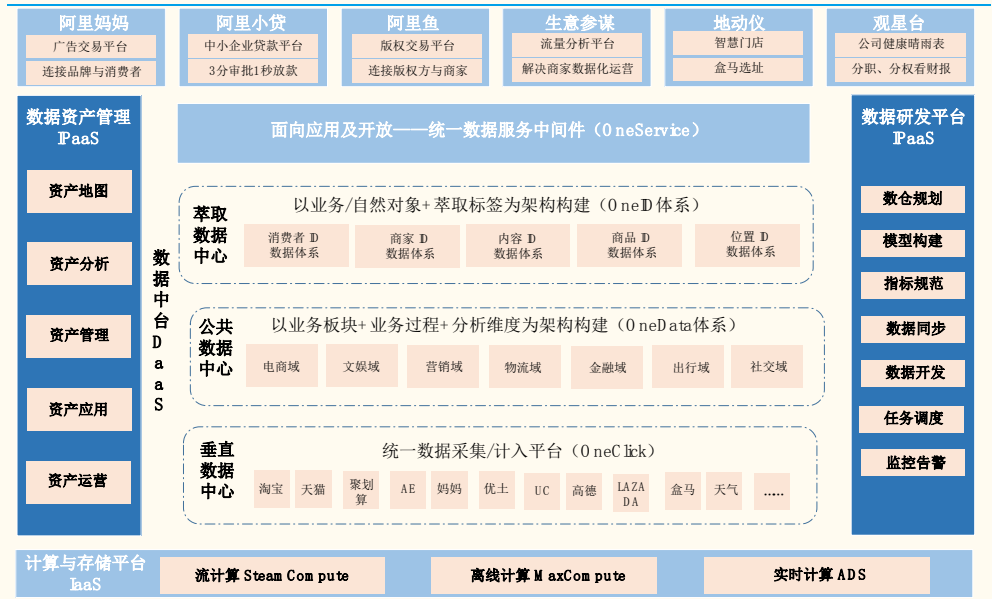 阿里妈妈
广告交易平台
连接品牌与消费者
阿里小贷
中小企业贷款平台
3分审批1秒放款
阿里鱼
版权交易平台
连接版权方与商家
生意参谋
流量分析平台
解决商家数据化运营
地动仪
智慧门店
盒马选址
观星台
公司健康晴雨表
分职、分权看财报
数据资产管理
IPaaS
资产地图
资产分析
资产管理
资产应用
资产运营
数据中台DaaS
面向应用及开放——统一数据服务中间件（OneService）
萃取
数据
中心
以业务/自然对象+萃取标签为架构构建（OneID体系）
消费者ID
数据体系
商家ID
数据体系
内容ID
数据体系
商品ID
数据体系
位置ID
数据体系
公共
数据
中心
以业务板块+业务过程+分析维度为架构构建（OneData体系）
电商域
文娱域
营销域
物流域
金融域
出行域
社交域
垂直
数据
中心
统一数据采集/计入平台（OneClick）
淘宝
天猫
聚划
算
AE
妈妈
优土
UC
高德
LAZA
DA
盒马
天气
......
数据研发平台
IPaaS
数仓规划
模型构建
指标规范
数据同步
数据开发
任务调度
监控告警
计算与存储平台
IaaS
流计算 SteamCompute
离线计算 MaxCompute
实时计算 ADS